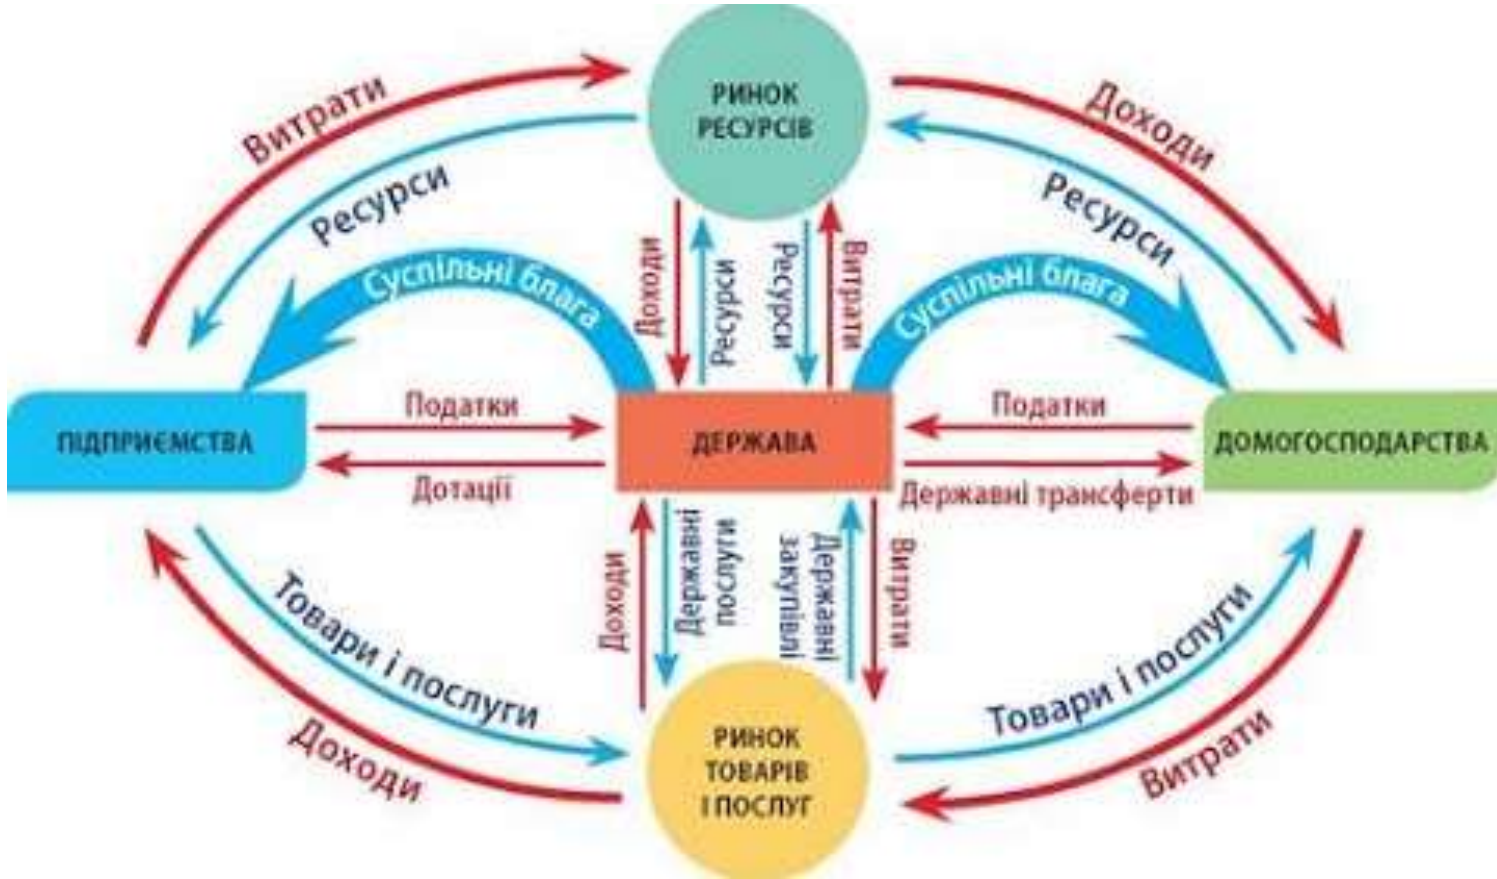 РИНОК
РЕСУРСІВ
Витрати
Доходи
Ресурси
Ресурси
Суспільні блага
Доходи
Ресурси
Ресурси
Витрати
Суспільні блага
ПІДПРИЄМСТВА
Податки
Дотації
ДЕРЖАВА
Податки
Державні трансферти
ДОМОГОСПОДАРСТВА
Доходи
Державні
послуги
Державні
закупівлі
Витрати
Товари і послуги
Доходи
Товари і послуги
Витрати
РИНОК
ТОВАРІВ
І ПОСЛУГ